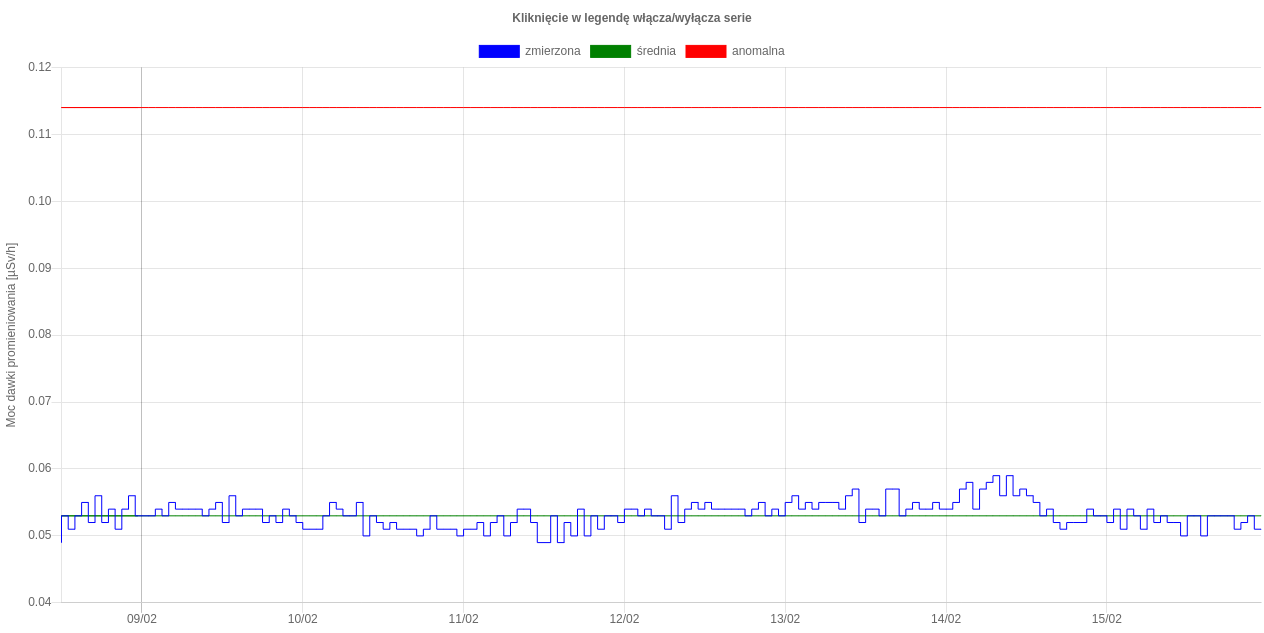 Kliknięcie w legendę włącza/wyłącza serie
zmierzona średnia anomalna
0.12
0.11
0.10
0.09
0.08
0.07
0.06
0.05
0.04
Moc dawki promieniowania [µSv/h]
09/02 10/02 11/02 12/02 13/02 14/02 15/02